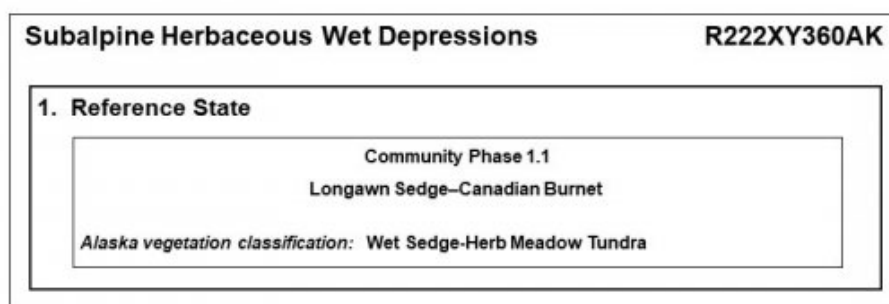 Subalpine Herbaceous Wet Depressions R222XY360AK
1. Reference State
Community Phase 1.1
Longawn Sedge–Canadian Burnet
Alaska vegetation classification: Wet Sedge-Herb Meadow Tundra